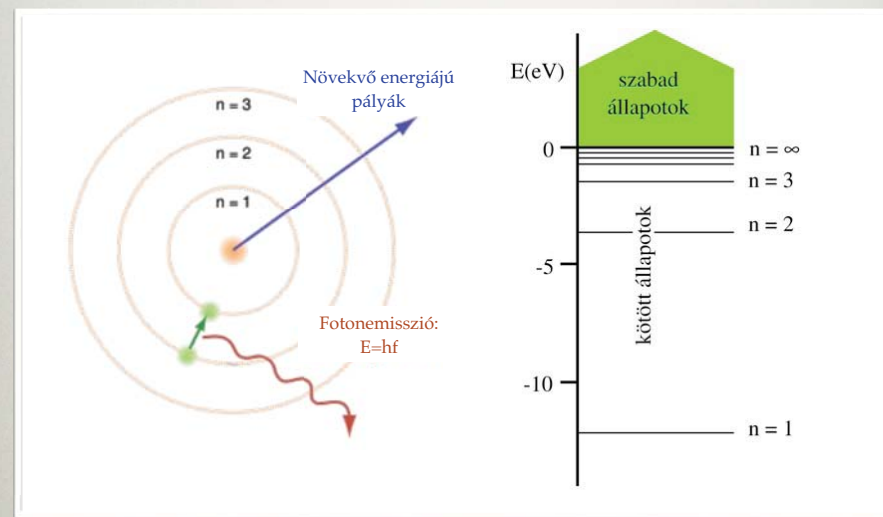 Növekvő energiájú
pályák
n = 3
n = 2
n = 1
Fotonemisszió:
E=hf
E(eV)
szabad
állapotok
0
n = ∞
n = 3
n = 2
kötött állapotok
-5
-10
n = 1